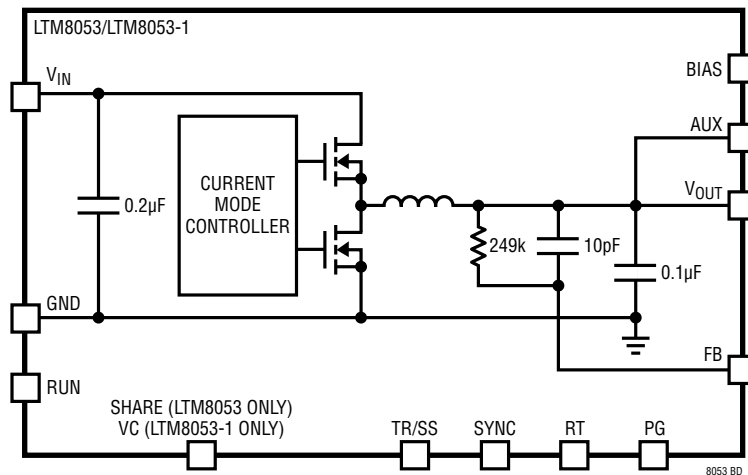 LTM8053/LTM8053-1
VIN
BIAS
AUX
CURRENT
MODE
CONTROLLER
0.2µF
VOUT
249k
10pF
0.1µF
GND
FB
RUN
SHARE (LTM8053 ONLY)
VC (LTM8053-1 ONLY)
TR/SS
SYNC
RT
PG
8053 BD